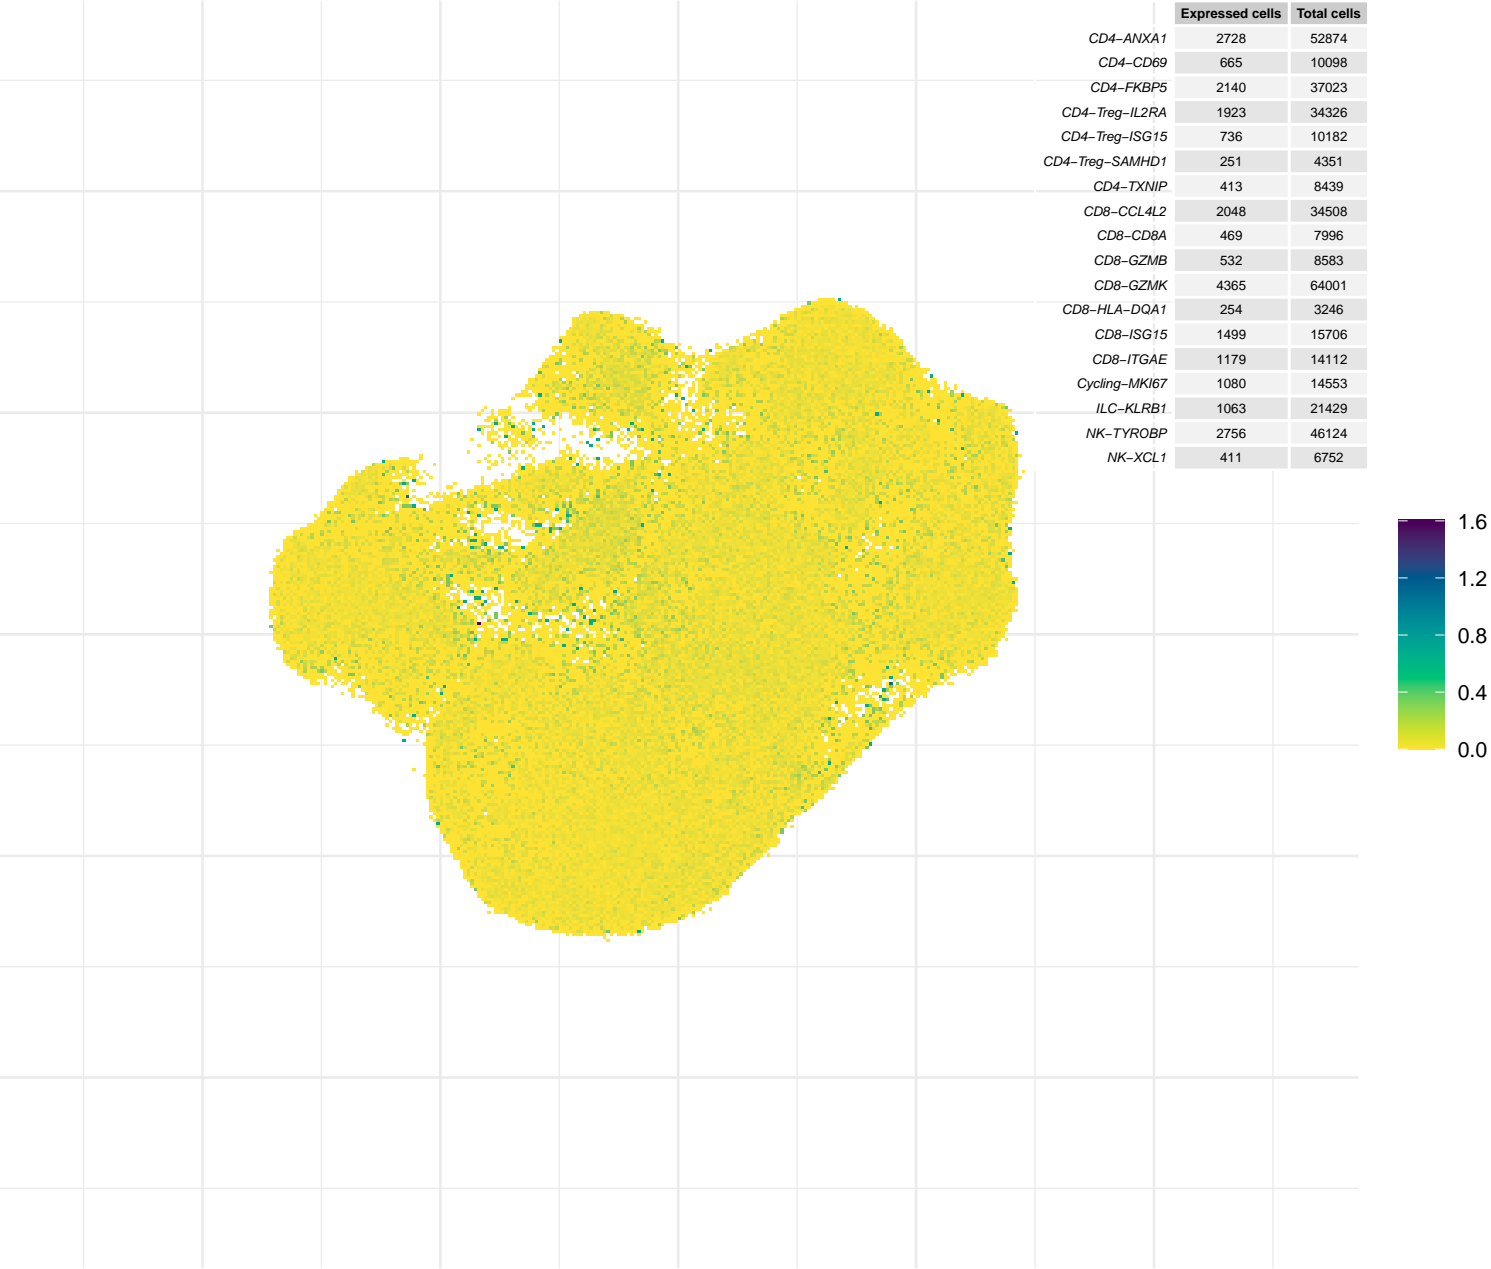 Expressed cells Total cells
CD4−ANXA1 2728 52874
CD4−CD69 665 10098
CD4−FKBP5 2140 37023
CD4−Treg−IL2RA 1923 34326
CD4−Treg−ISG15 736 10182
CD4−Treg−SAMHD1 251 4351
CD4−TXNIP 413 8439
CD8−CCL4L2 2048 34508
CD8−CD8A 469 7996
CD8−GZMB 532 8583
CD8−GZMK 4365 64001
CD8−HLA−DQA1 254 3246
CD8−ISG15 1499 15706
CD8−ITGAE 1179 14112
Cycling−MKI67 1080 14553
ILC−KLRB1 1063 21429
NK−TYROBP 2756 46124
NK−XCL1 411 6752
1.6
1.2
0.8
0.4
0.0